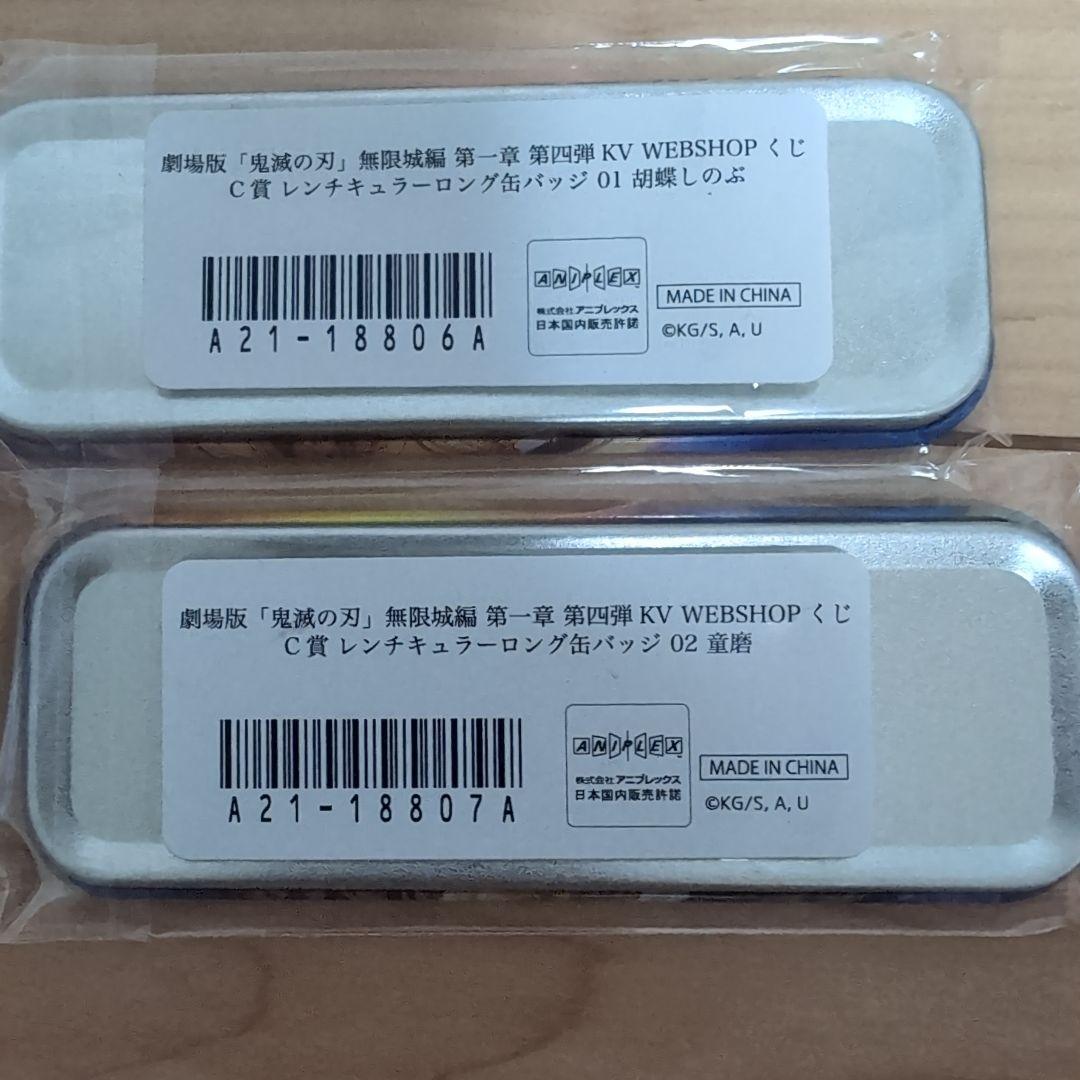 劇場版「鬼滅の刃」無限城編 第一章 第四弾 KV WEBSHOP くじ
C賞 レンチキュラーロング缶バッジ 01 胡蝶しのぶ
A21-18806A
ANIPLEX
株式会社アニプレックス
日本国内販売許諾
MADE IN CHINA
©KG/S, A, U
劇場版「鬼滅の刃」無限城編 第一章 第四弾 KV WEBSHOP くじ
C賞 レンチキュラーロング缶バッジ 02 童磨
A21-18807A
ANIPLEX
株式会社アニプレックス
日本国内販売許諾
MADE IN CHINA
©KG/S, A, U